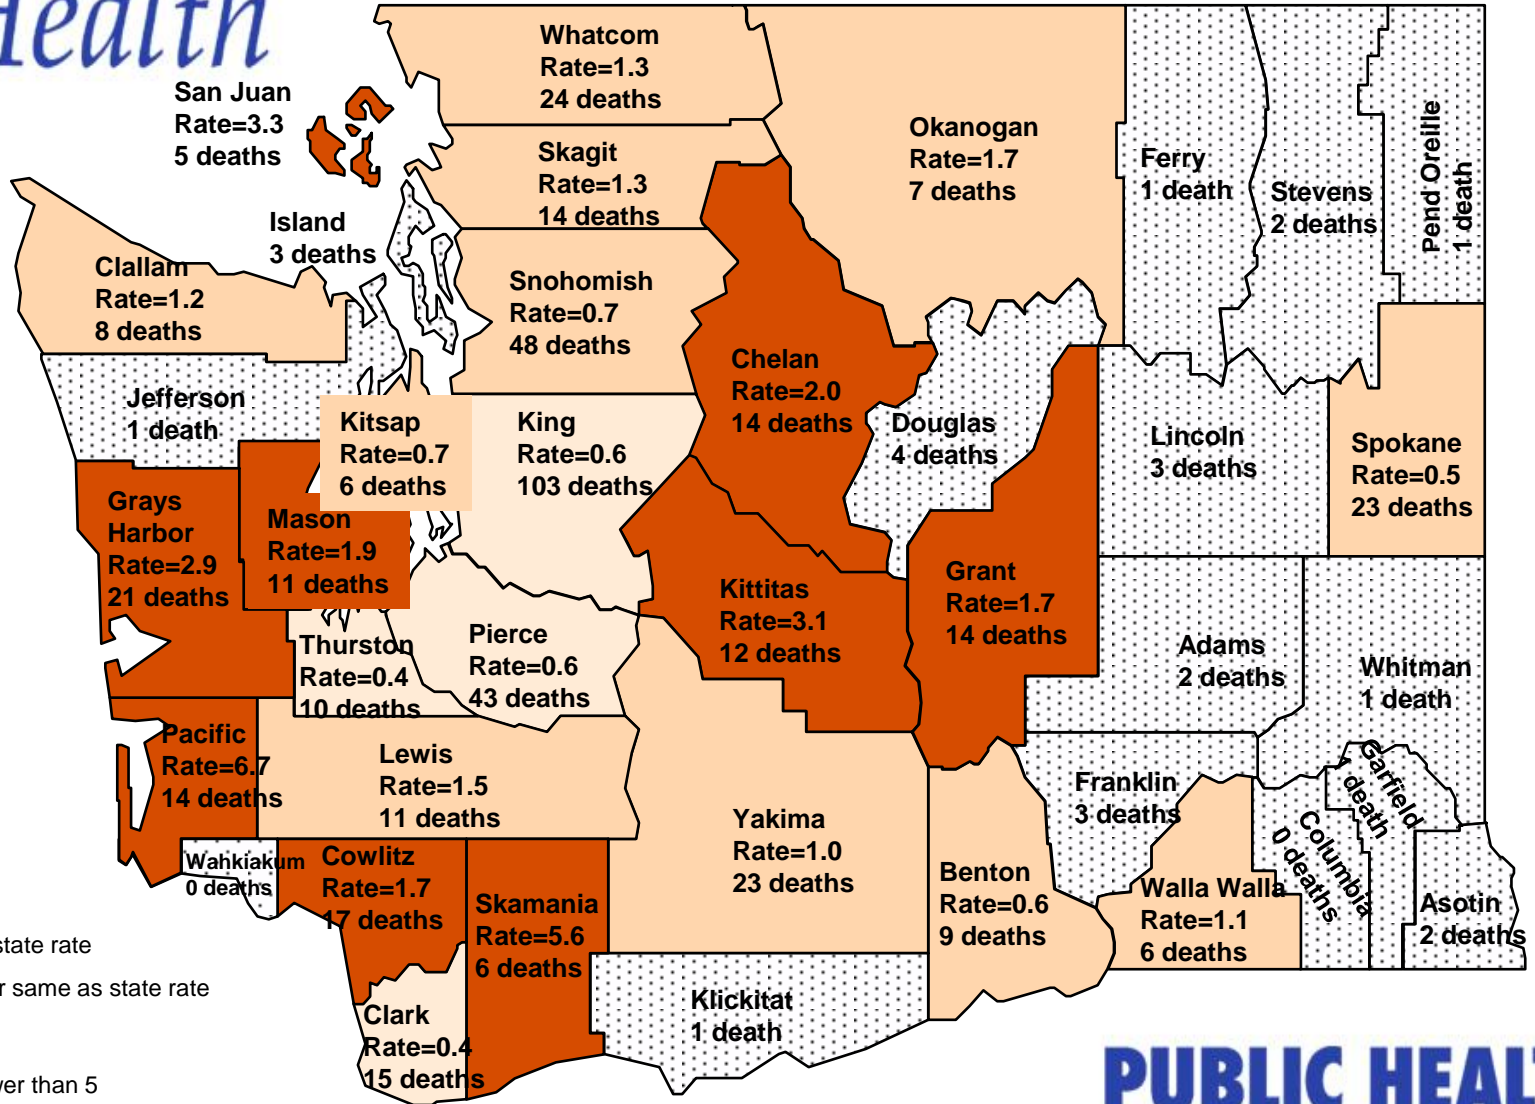 Health
Whatcom
Rate=1.3
24 deaths
San Juan
Rate=3.3
5 deaths
Skagit
Rate=1.3
14 deaths
Okanogan
Rate=1.7
7 deaths
Ferry
1 death
Stevens
2 deaths
Pend Oreille
1 death
Island
3 deaths
Clallam
Rate=1.2
8 deaths
Snohomish
Rate=0.7
48 deaths
Chelan
Rate=2.0
14 deaths
Jefferson
1 death
Kitsap
Rate=0.7
6 deaths
King
Rate=0.6
103 deaths
Douglas
4 deaths
Lincoln
3 deaths
Spokane
Rate=0.5
23 deaths
Grays
Harbor
Rate=2.9
21 deaths
Mason
Rate=1.9
11 deaths
Kittitas
Rate=3.1
12 deaths
Grant
Rate=1.7
14 deaths
Thurston
Rate=0.4
10 deaths
Pierce
Rate=0.6
43 deaths
Adams
2 deaths
Whitman
1 death
Pacific
Rate=6.7
14 deaths
Lewis
Rate=1.5
11 deaths
Yakima
Rate=1.0
23 deaths
Franklin
3 deaths
Garfield
1 death
Columbia
0 deaths
Wahkiakum
0 deaths
Cowlitz
Rate=1.7
17 deaths
Skamania
Rate=5.6
6 deaths
Benton
Rate=0.6
9 deaths
Walla Walla
Rate=1.1
6 deaths
Asotin
2 deaths
Klickitat
1 death
Clark
Rate=0.4
15 deaths
state rate
r same as state rate
wer than 5
PUBLIC HEAL